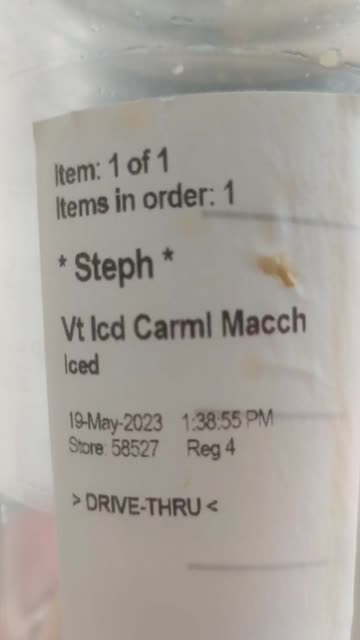 Item: 1 of 1
Items in order: 1
* Steph *
Vt Icd Carml Macch
Iced
19-May-2023 1:38:55 PM
Store: 58527 Reg 4
> DRIVE-THRU <